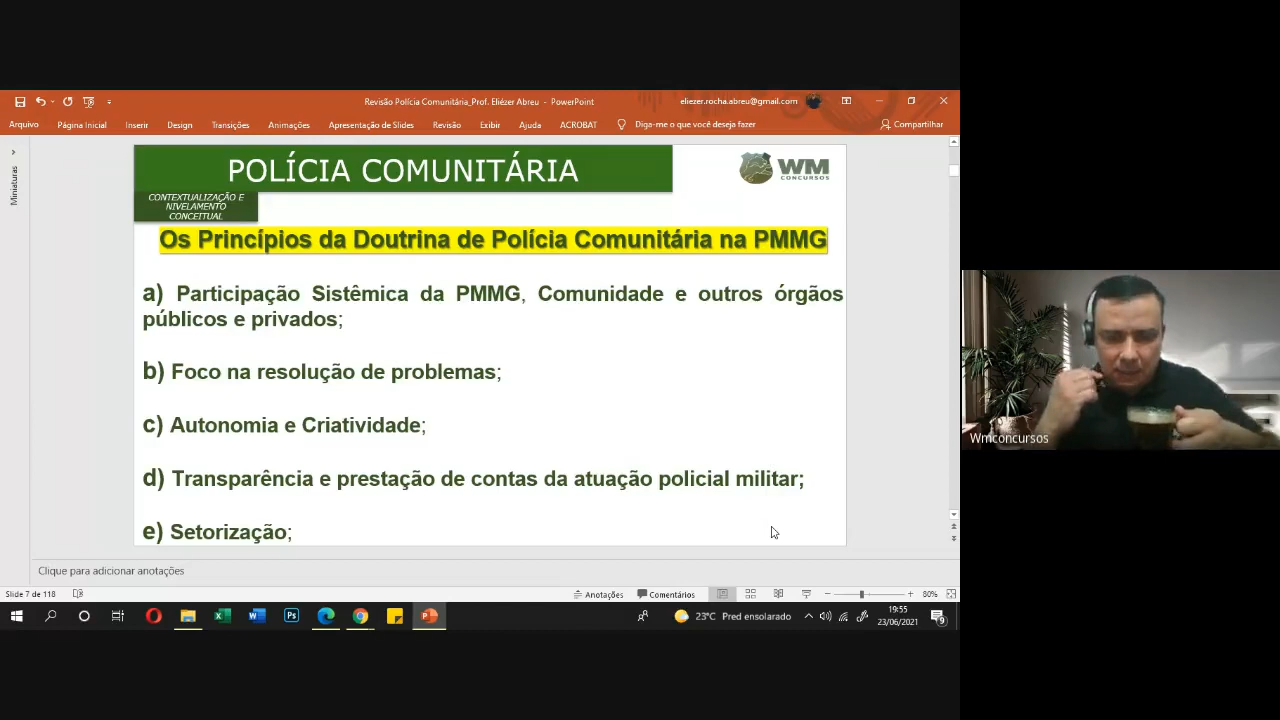 Revisão Polícia Comunitária_Prof. Eliézer Abreu - PowerPoint
eliezer.rocha.abreu@gmail.com
Arquivo Página Inicial Inserir Design Transições Animações Apresentação de Slides Revisão Exibir Ajuda ACROBAT Diga-me o que você deseja fazer Compartilhar
Miniaturas
POLÍCIA COMUNITÁRIA
WM
CONCURSOS
CONTEXTUALIZAÇÃO E
NIVELAMENTO
CONCEITUAL
Os Princípios da Doutrina de Polícia Comunitária na PMMG
a) Participação Sistêmica da PMMG, Comunidade e outros órgãos
públicos e privados;
b) Foco na resolução de problemas;
c) Autonomia e Criatividade;
d) Transparência e prestação de contas da atuação policial militar;
e) Setorização;
Wmconcursos
Clique para adicionar anotações
Slide 7 de 118 Anotações Comentários 80%
23°C Pred ensolarado
19:55
23/06/2021
9